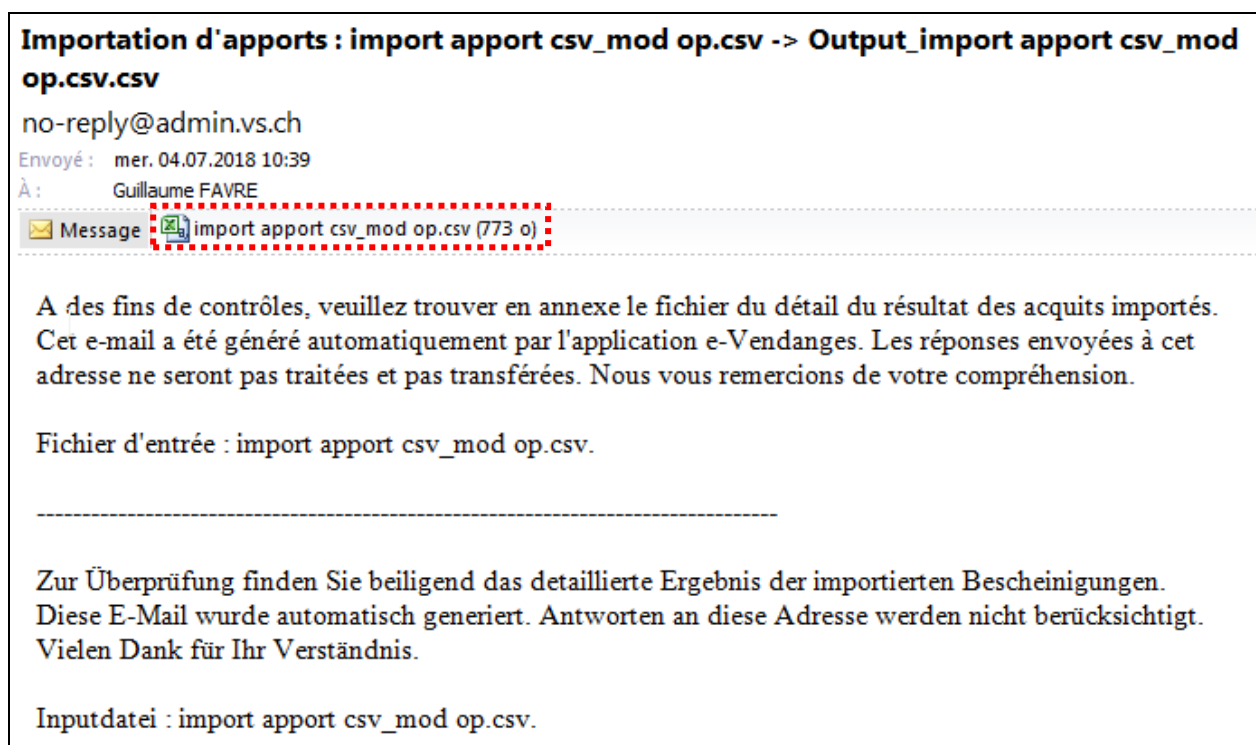 Importation d'apports : import apport csv_mod op.csv -> Output_import apport csv_mod
op.csv.csv
no-reply@admin.vs.ch
Envoyé : mer. 04.07.2018 10:39
À : Guillaume FAVRE
Message import apport csv_mod op.csv (773 o)
A des fins de contrôles, veuillez trouver en annexe le fichier du détail du résultat des acquits importés.
Cet e-mail a été généré automatiquement par l'application e-Vendanges. Les réponses envoyées à cet
adresse ne seront pas traitées et pas transférées. Nous vous remercions de votre compréhension.
Fichier d'entrée : import apport csv_mod op.csv.
--------------------------------------------------------------------------------
Zur Überprüfung finden Sie beiligend das detaillierte Ergebnis der importierten Bescheinigungen.
Diese E-Mail wurde automatisch generiert. Antworten an diese Adresse werden nicht berücksichtigt.
Vielen Dank für Ihr Verständnis.
Inputdatei : import apport csv_mod op.csv.